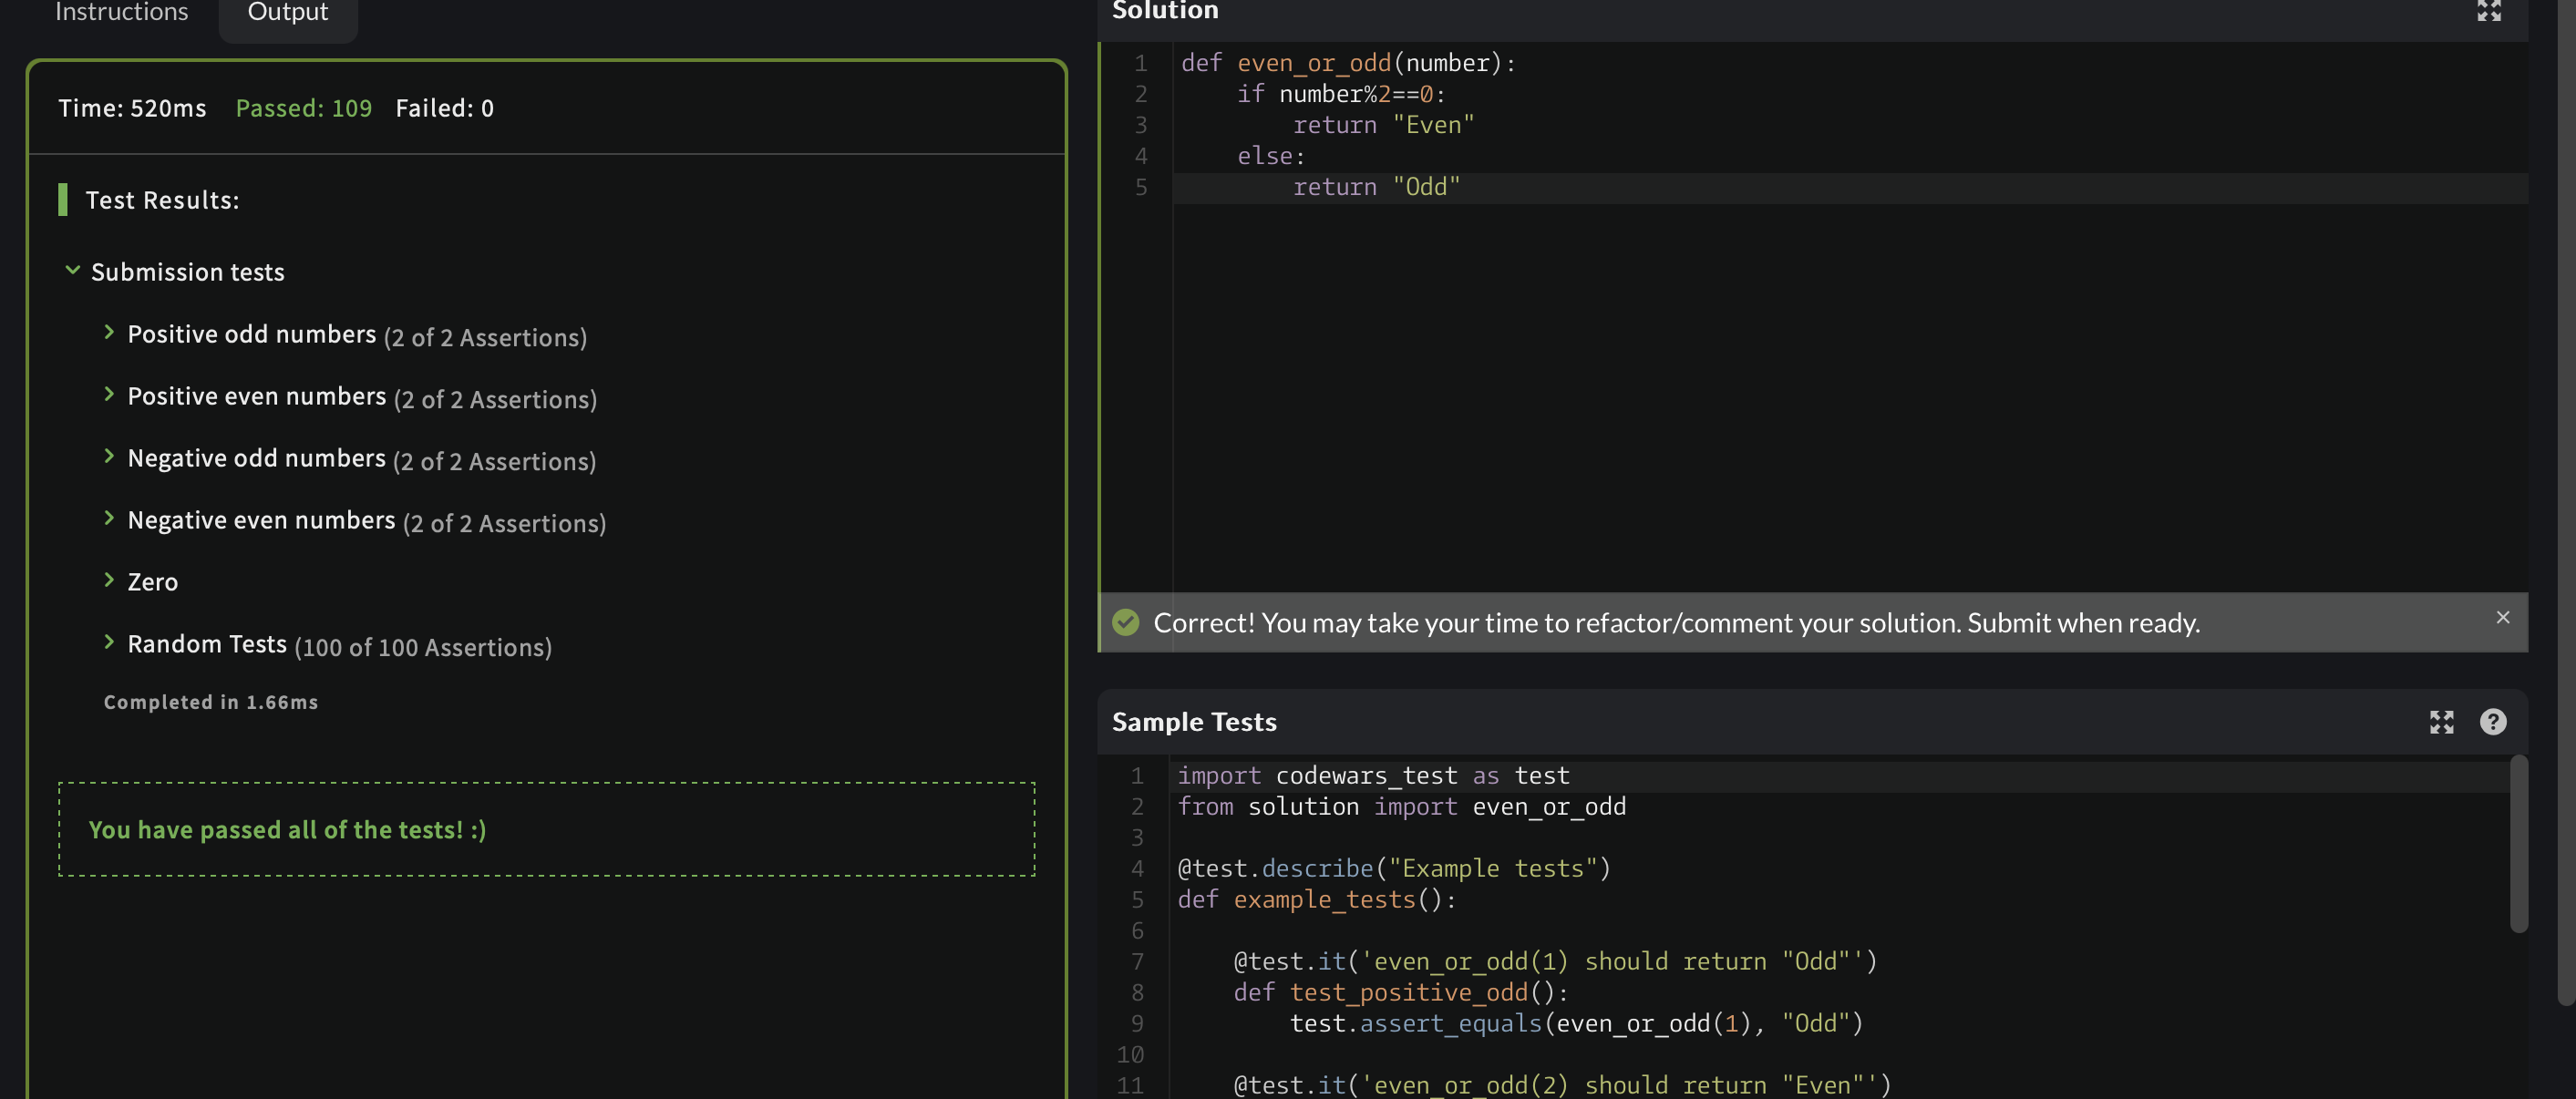 Instructions Output
Time: 520ms Passed: 109 Failed: 0
Test Results:
Submission tests
Positive odd numbers (2 of 2 Assertions)
Positive even numbers (2 of 2 Assertions)
Negative odd numbers (2 of 2 Assertions)
Negative even numbers (2 of 2 Assertions)
Zero
Random Tests (100 of 100 Assertions)
Completed in 1.66ms
You have passed all of the tests! :)
Solution
1 def even_or_odd(number):
2     if number%2==0:
3         return "Even"
4     else:
5         return "Odd"
Correct! You may take your time to refactor/comment your solution. Submit when ready.
Sample Tests
1 import codewars_test as test
2 from solution import even_or_odd
3
4 @test.describe("Example tests")
5 def example_tests():
6
7     @test.it('even_or_odd(1) should return "Odd"')
8     def test_positive_odd():
9         test.assert_equals(even_or_odd(1), "Odd")
10
11     @test.it('even_or_odd(2) should return "Even"')